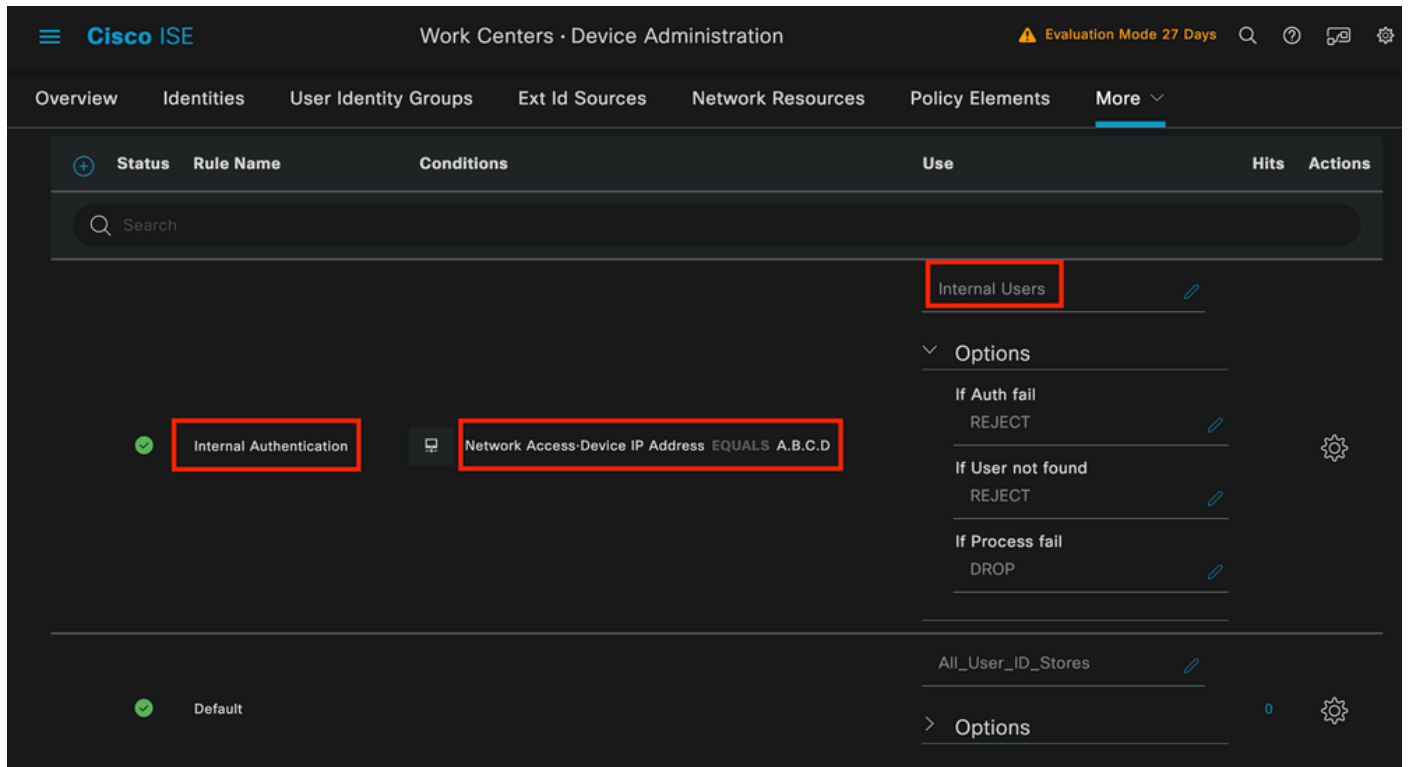 Cisco ISE Work Centers · Device Administration Evaluation Mode 27 Days
Overview Identities User Identity Groups Ext Id Sources Network Resources Policy Elements More
Status Rule Name Conditions Use Hits Actions
Search
Internal Users
Options
If Auth fail
REJECT
Internal Authentication Network Access·Device IP Address EQUALS A.B.C.D
If User not found
REJECT
If Process fail
DROP
All_User_ID_Stores
Default 0
Options